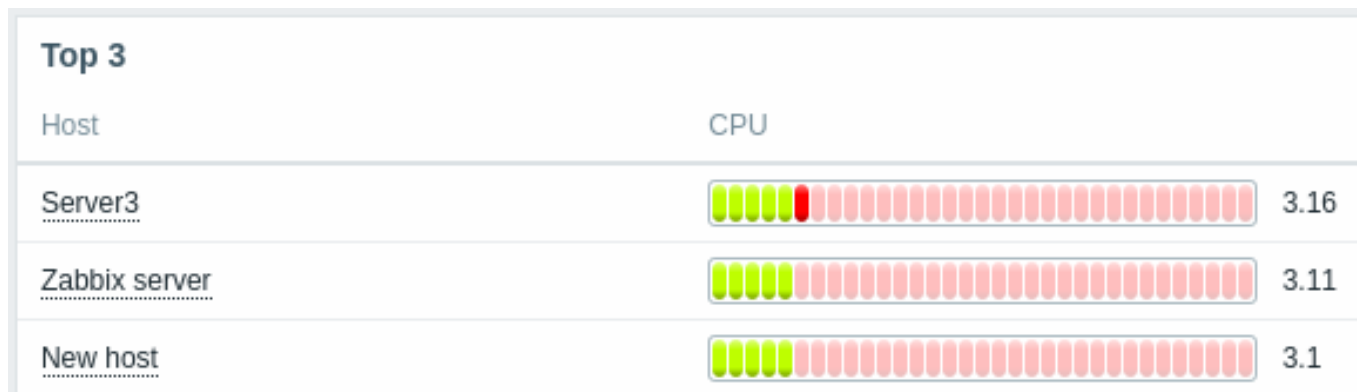 Top 3
Host CPU
Server3 3.16
Zabbix server 3.11
New host 3.1